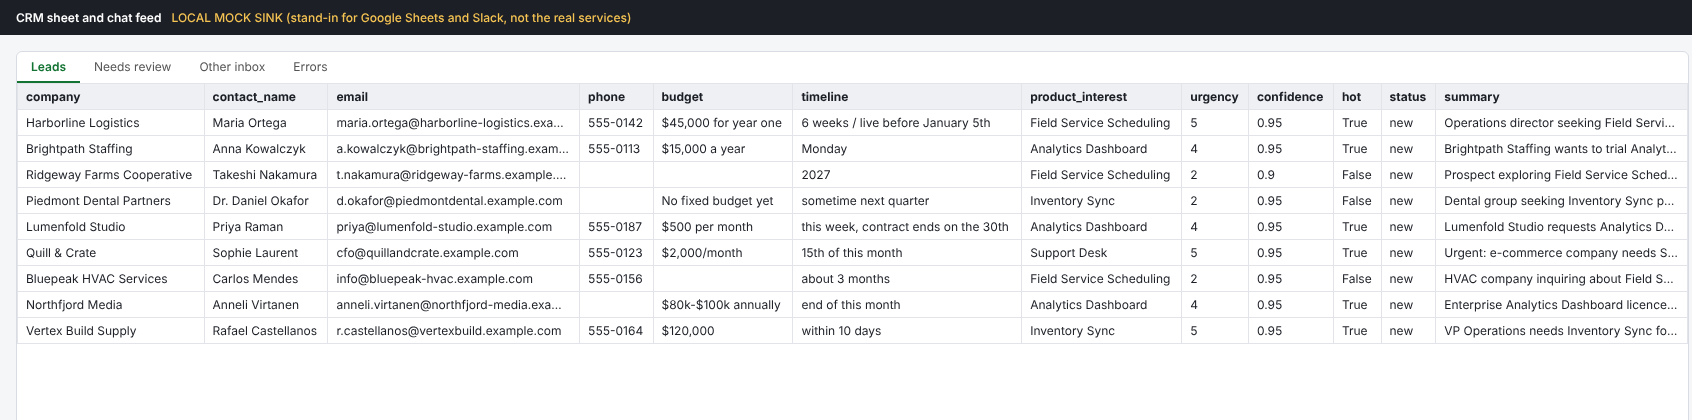 CRM sheet and chat feed LOCAL MOCK SINK (stand-in for Google Sheets and Slack, not the real services)
Leads Needs review Other inbox Errors
company contact_name email phone budget timeline product_interest urgency confidence hot status summary
Harborline Logistics Maria Ortega maria.ortega@harborline-logistics.exa... 555-0142 $45,000 for year one 6 weeks / live before January 5th Field Service Scheduling 5 0.95 True new Operations director seeking Field Servi...
Brightpath Staffing Anna Kowalczyk a.kowalczyk@brightpath-staffing.exam... 555-0113 $15,000 a year Monday Analytics Dashboard 4 0.95 True new Brightpath Staffing wants to trial Analyt...
Ridgeway Farms Cooperative Takeshi Nakamura t.nakamura@ridgeway-farms.example.... 2027 Field Service Scheduling 2 0.9 False new Prospect exploring Field Service Sched...
Piedmont Dental Partners Dr. Daniel Okafor d.okafor@piedmontdental.example.com No fixed budget yet sometime next quarter Inventory Sync 2 0.95 False new Dental group seeking Inventory Sync p...
Lumenfold Studio Priya Raman priya@lumenfold-studio.example.com 555-0187 $500 per month this week, contract ends on the 30th Analytics Dashboard 4 0.95 True new Lumenfold Studio requests Analytics D...
Quill & Crate Sophie Laurent cfo@quillandcrate.example.com 555-0123 $2,000/month 15th of this month Support Desk 5 0.95 True new Urgent: e-commerce company needs S...
Bluepeak HVAC Services Carlos Mendes info@bluepeak-hvac.example.com 555-0156 about 3 months Field Service Scheduling 2 0.95 False new HVAC company inquiring about Field S...
Northfjord Media Anneli Virtanen anneli.virtanen@northfjord-media.exa... $80k-$100k annually end of this month Analytics Dashboard 4 0.95 True new Enterprise Analytics Dashboard licence...
Vertex Build Supply Rafael Castellanos r.castellanos@vertexbuild.example.com 555-0164 $120,000 within 10 days Inventory Sync 5 0.95 True new VP Operations needs Inventory Sync fo...